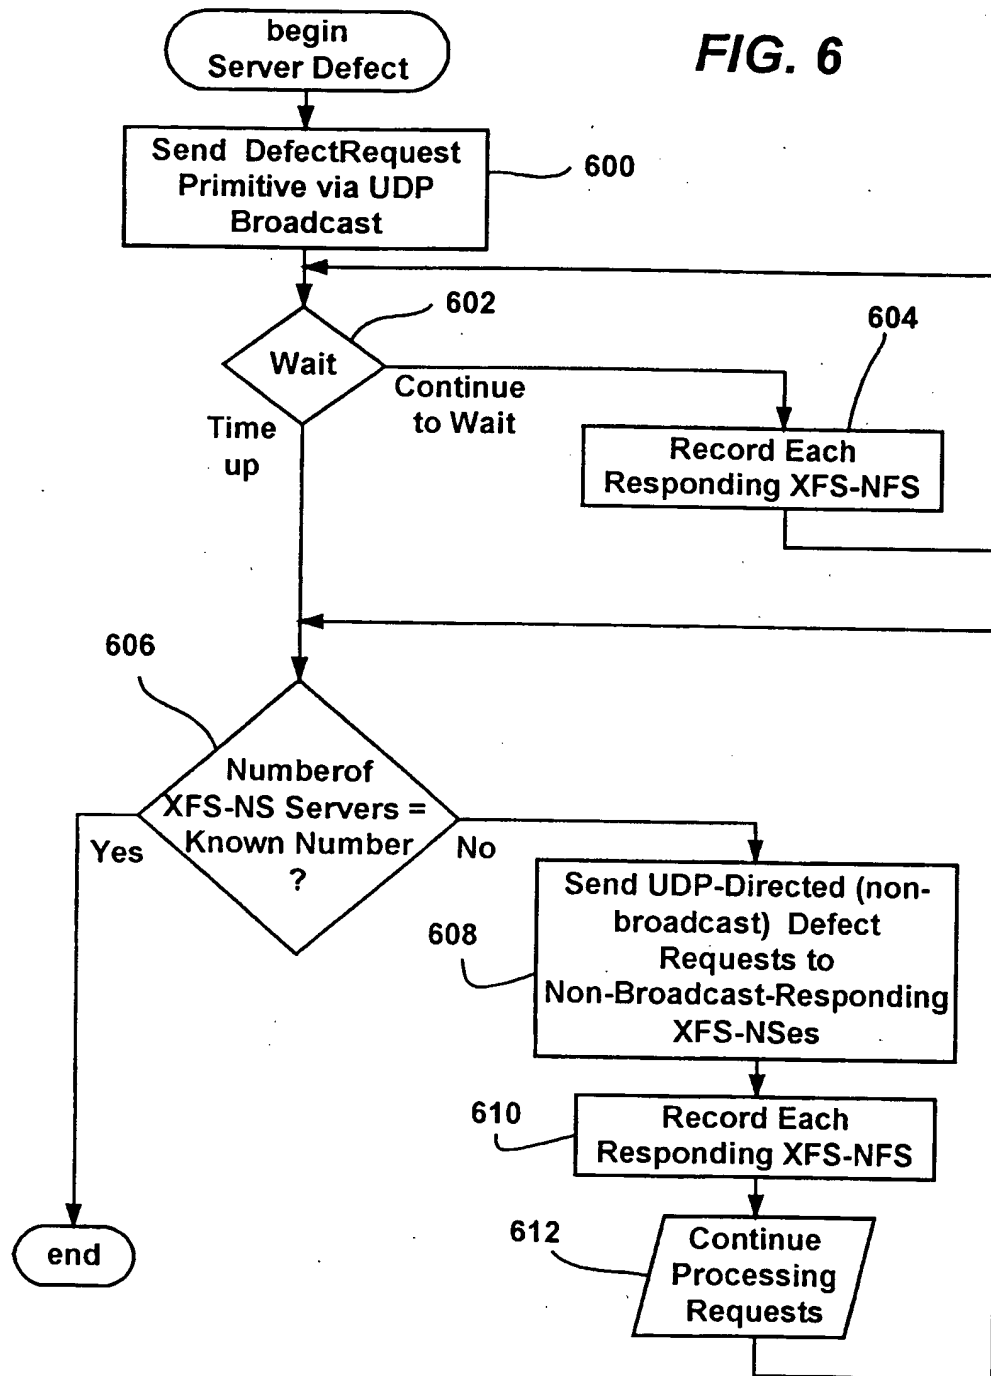 FIG. 6
begin
Server Defect
Send DefectRequest
Primitive via UDP
Broadcast
600
602
Wait
Continue
to Wait
Time
up
604
Record Each
Responding XFS-NFS
606
Numberof
XFS-NS Servers =
Known Number
?
Yes
No
608
Send UDP-Directed (non-
broadcast) Defect
Requests to
Non-Broadcast-Responding
XFS-NSes
610
Record Each
Responding XFS-NFS
612
Continue
Processing
Requests
end